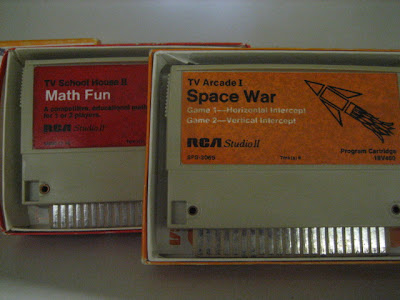 TV School House II
Math Fun
A competitive, educational
for 1 or 2 players.
RCA Studio II
TV Arcade I
Space War
Game 1—Horizontal Intercept
Game 2—Vertical Intercept
RCA Studio II
Program Cartridge
18V403